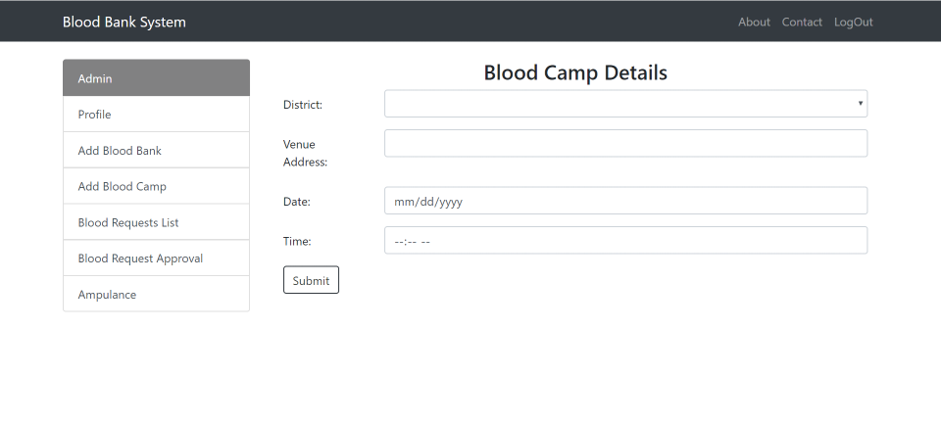 Blood Bank System
About Contact LogOut
Admin
Profile
Add Blood Bank
Add Blood Camp
Blood Requests List
Blood Request Approval
Ampulance
Blood Camp Details
District:
Venue
Address:
Date:
mm/dd/yyyy
Time:
--:-- --
Submit